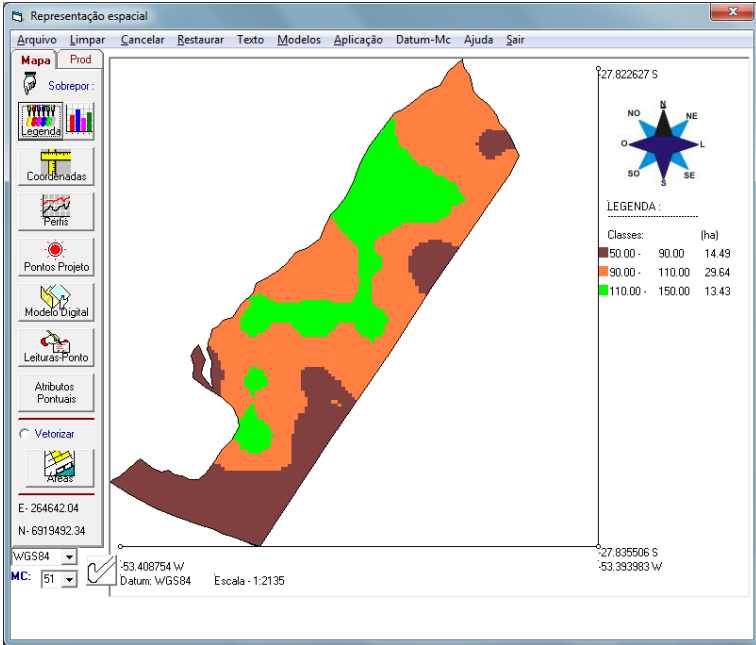 Representação espacial
Arquivo Limpar Cancelar Restaurar Texto Modelos Aplicação Datum-Mc Ajuda Sair
Mapa Prod
Sobrepor :
Legenda
Coordenadas
Perfis
Pontos Projeto
Modelo Digital
Leituras-Ponto
Atributos
Pontuais
Vetorizar
Áreas
E- 264642.04
N- 6919492.34
WGS84
MC: 51
-27.822627 S
N
NO NE
O L
SO SE
S
LEGENDA :
Classes: (ha)
50.00 - 90.00 14.49
90.00 - 110.00 29.64
110.00 - 150.00 13.43
-27.835506 S
-53.408754 W -53.393983 W
Datum: WGS84 Escala - 1:2135